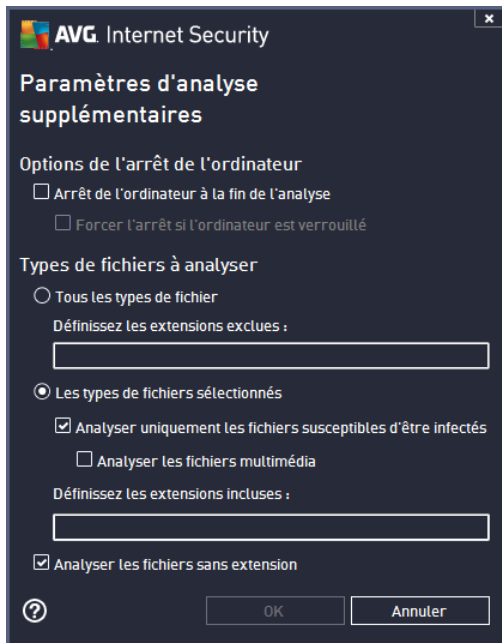 AVG. Internet Security
Paramètres d'analyse
supplémentaires
Options de l'arrêt de l'ordinateur
Arrêt de l'ordinateur à la fin de l'analyse
Forcer l'arrêt si l'ordinateur est verrouillé
Types de fichiers à analyser
Tous les types de fichier
Définissez les extensions exclues :
Les types de fichiers sélectionnés
Analyser uniquement les fichiers susceptibles d'être infectés
Analyser les fichiers multimédia
Définissez les extensions incluses :
Analyser les fichiers sans extension
OK
Annuler